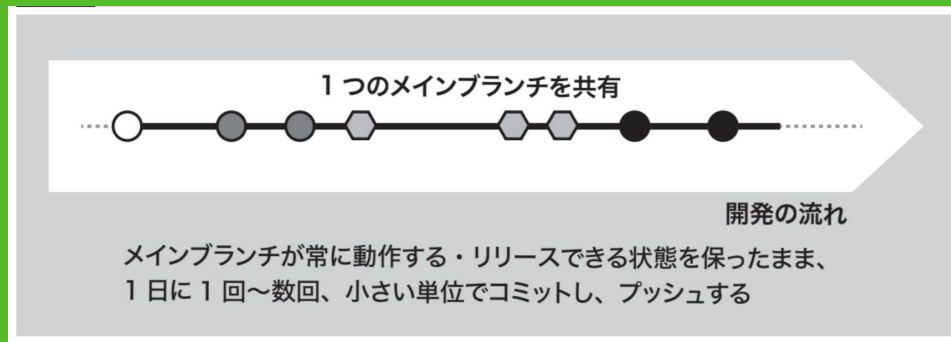 1 つのメインブランチを共有
開発の流れ
メインブランチが常に動作する・リリースできる状態を保ったまま、
1 日に 1 回〜数回、小さい単位でコミットし、プッシュする